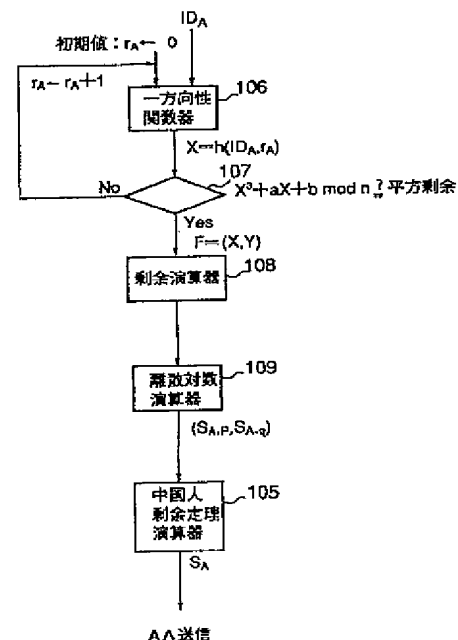 ID_A
初期値：r_A← 0
r_A← r_A+1
106
一方向性
関数器
X=h(ID_A,r_A)
107
No
X³+aX+b mod n ?= 平方剰余
Yes
F=(X,Y)
108
剰余演算器
109
離散対数
演算器
(S_A,P,S_A,q)
105
中国人
剰余定理
演算器
S_A
Aへ送信